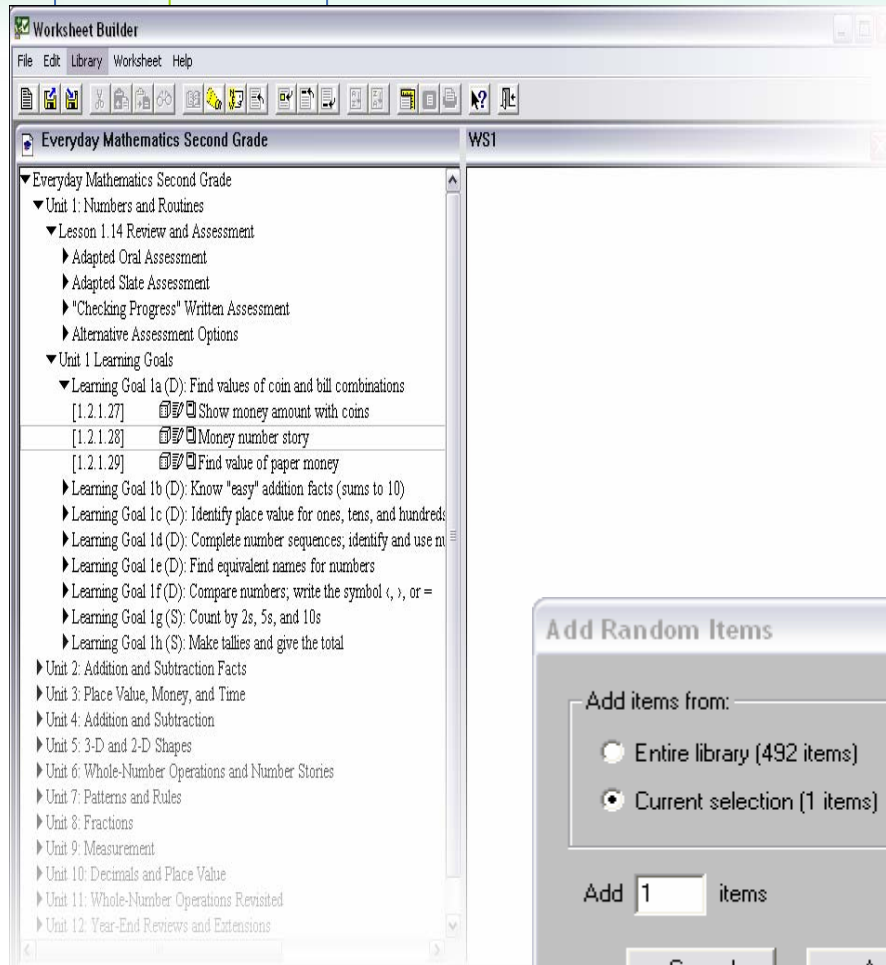 Worksheet Builder
File Edit Library Worksheet Help
Everyday Mathematics Second Grade
WS1
Everyday Mathematics Second Grade
Unit 1: Numbers and Routines
Lesson 1.14 Review and Assessment
Adapted Oral Assessment
Adapted Slate Assessment
"Checking Progress" Written Assessment
Alternative Assessment Options
Unit 1 Learning Goals
Learning Goal 1a (D): Find values of coin and bill combinations
[1.2.1.27] Show money amount with coins
[1.2.1.28] Money number story
[1.2.1.29] Find value of paper money
Learning Goal 1b (D): Know "easy" addition facts (sums to 10)
Learning Goal 1c (D): Identify place value for ones, tens, and hundreds
Learning Goal 1d (D): Complete number sequences; identify and use
Learning Goal 1e (D): Find equivalent names for numbers
Learning Goal 1f (D): Compare numbers; write the symbol <, >, or =
Learning Goal 1g (S): Count by 2s, 5s, and 10s
Learning Goal 1h (S): Make tallies and give the total
Unit 2: Addition and Subtraction Facts
Unit 3: Place Value, Money, and Time
Unit 4: Addition and Subtraction
Unit 5: 3-D and 2-D Shapes
Unit 6: Whole-Number Operations and Number Stories
Unit 7: Patterns and Rules
Unit 8: Fractions
Unit 9: Measurement
Unit 10: Decimals and Place Value
Unit 11: Whole-Number Operations Revisited
Unit 12: Year-End Reviews and Extensions
Add Random Items
Add items from:
Entire library (492 items)
Current selection (1 items)
Add 1 items